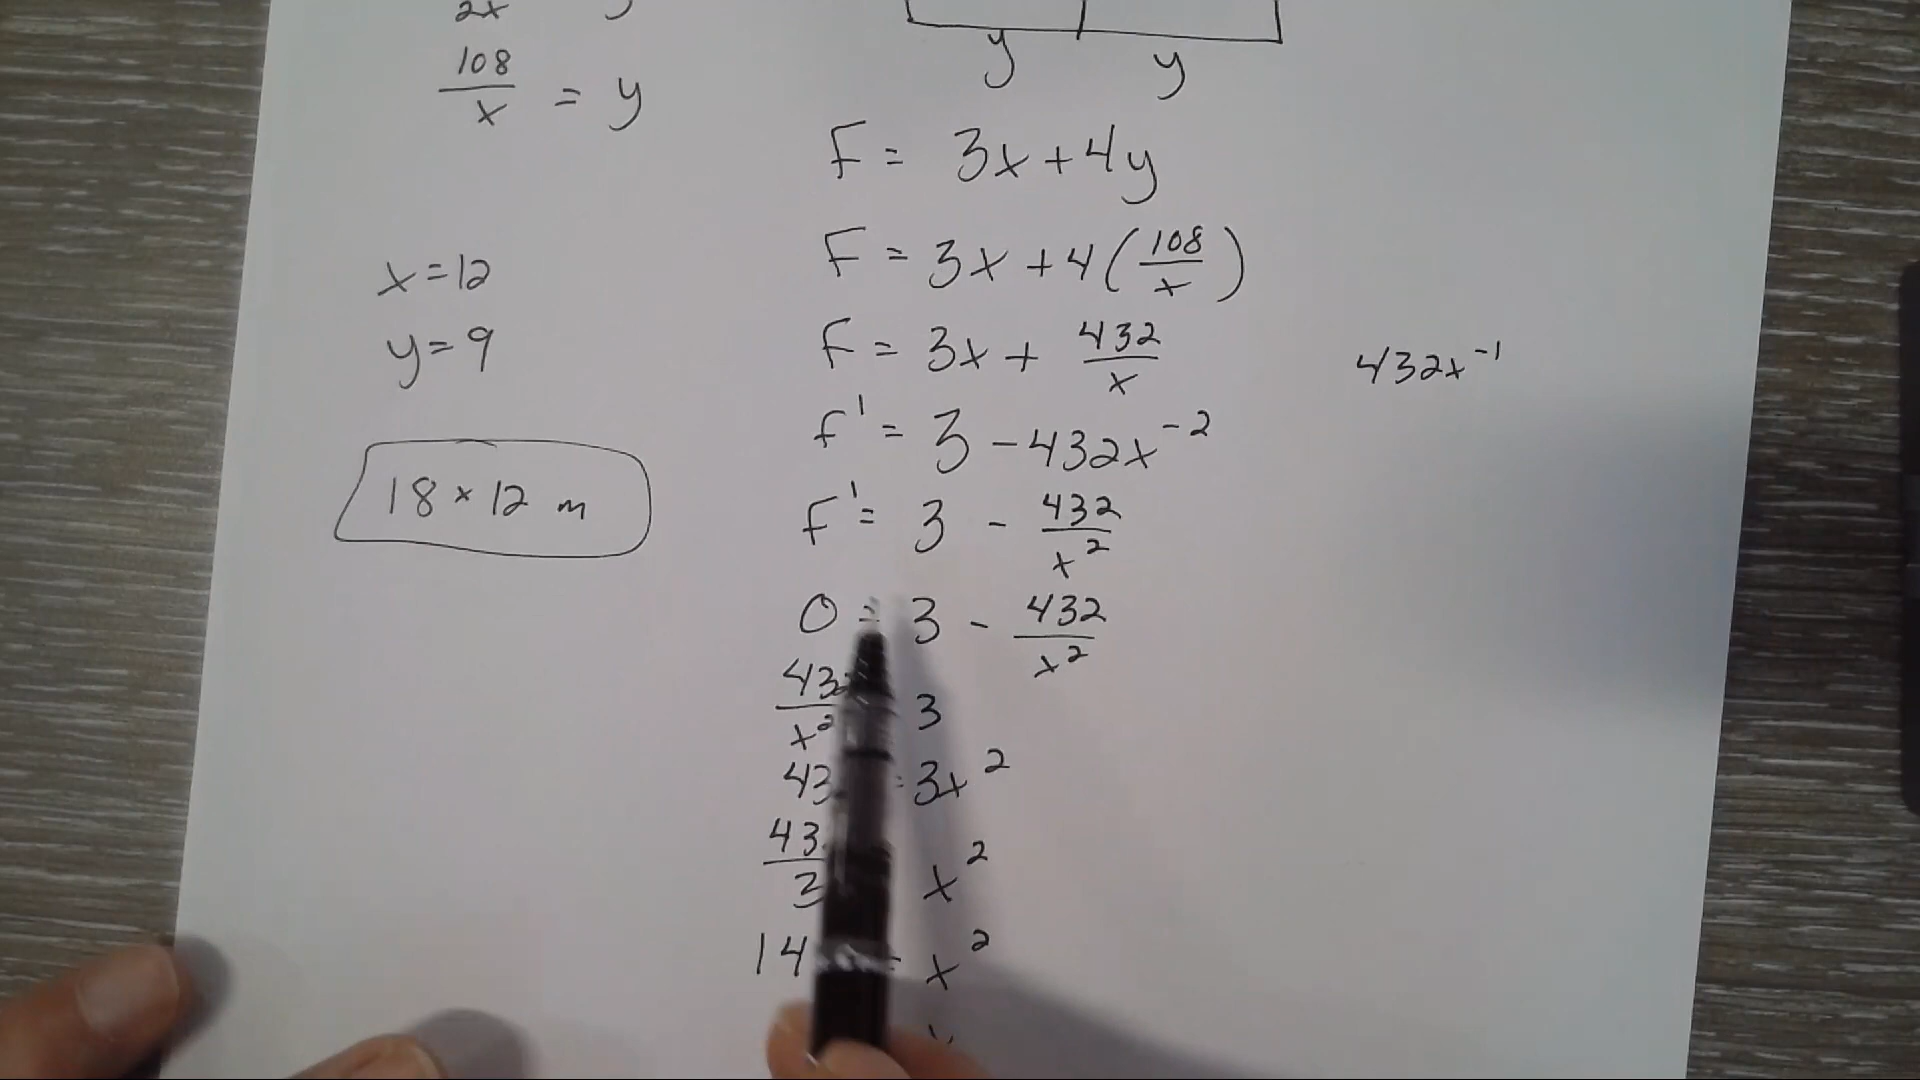 2x
108/x = y
x=12
y=9
18 × 12 m
y y
F = 3x+4y
F = 3x+4(108/x)
F = 3x+ 432/x
432x⁻¹
F' = 3 -432x⁻²
F' = 3 - 432/x²
0 = 3 - 432/x²
3
= 3x²
x²
= x²